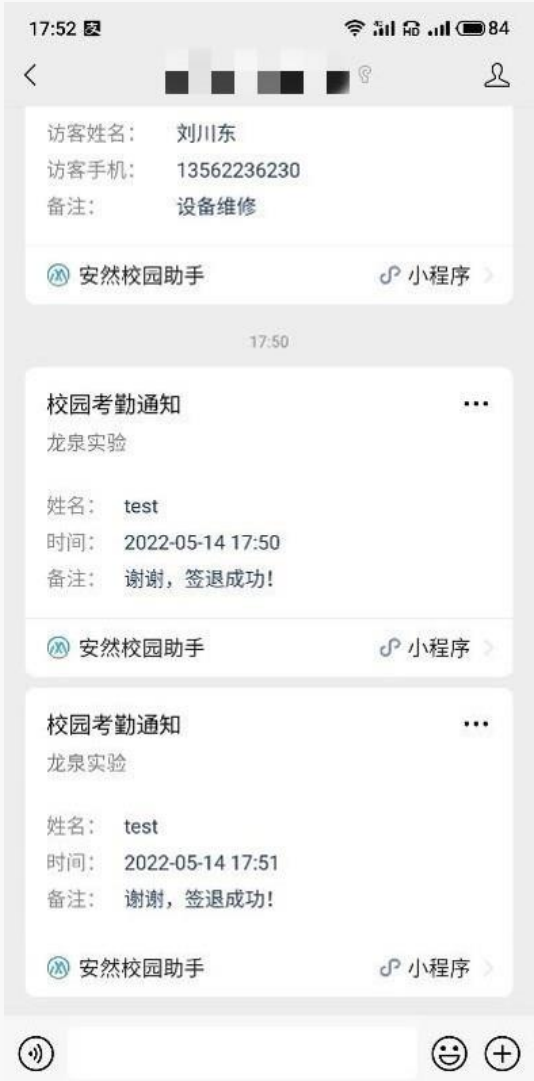 17:52 支 84
访客姓名： 刘川东
访客手机： 13562236230
备注： 设备维修
安然校园助手 小程序
17:50
校园考勤通知
龙泉实验
姓名： test
时间： 2022-05-14 17:50
备注： 谢谢，签退成功！
安然校园助手 小程序
校园考勤通知
龙泉实验
姓名： test
时间： 2022-05-14 17:51
备注： 谢谢，签退成功！
安然校园助手 小程序